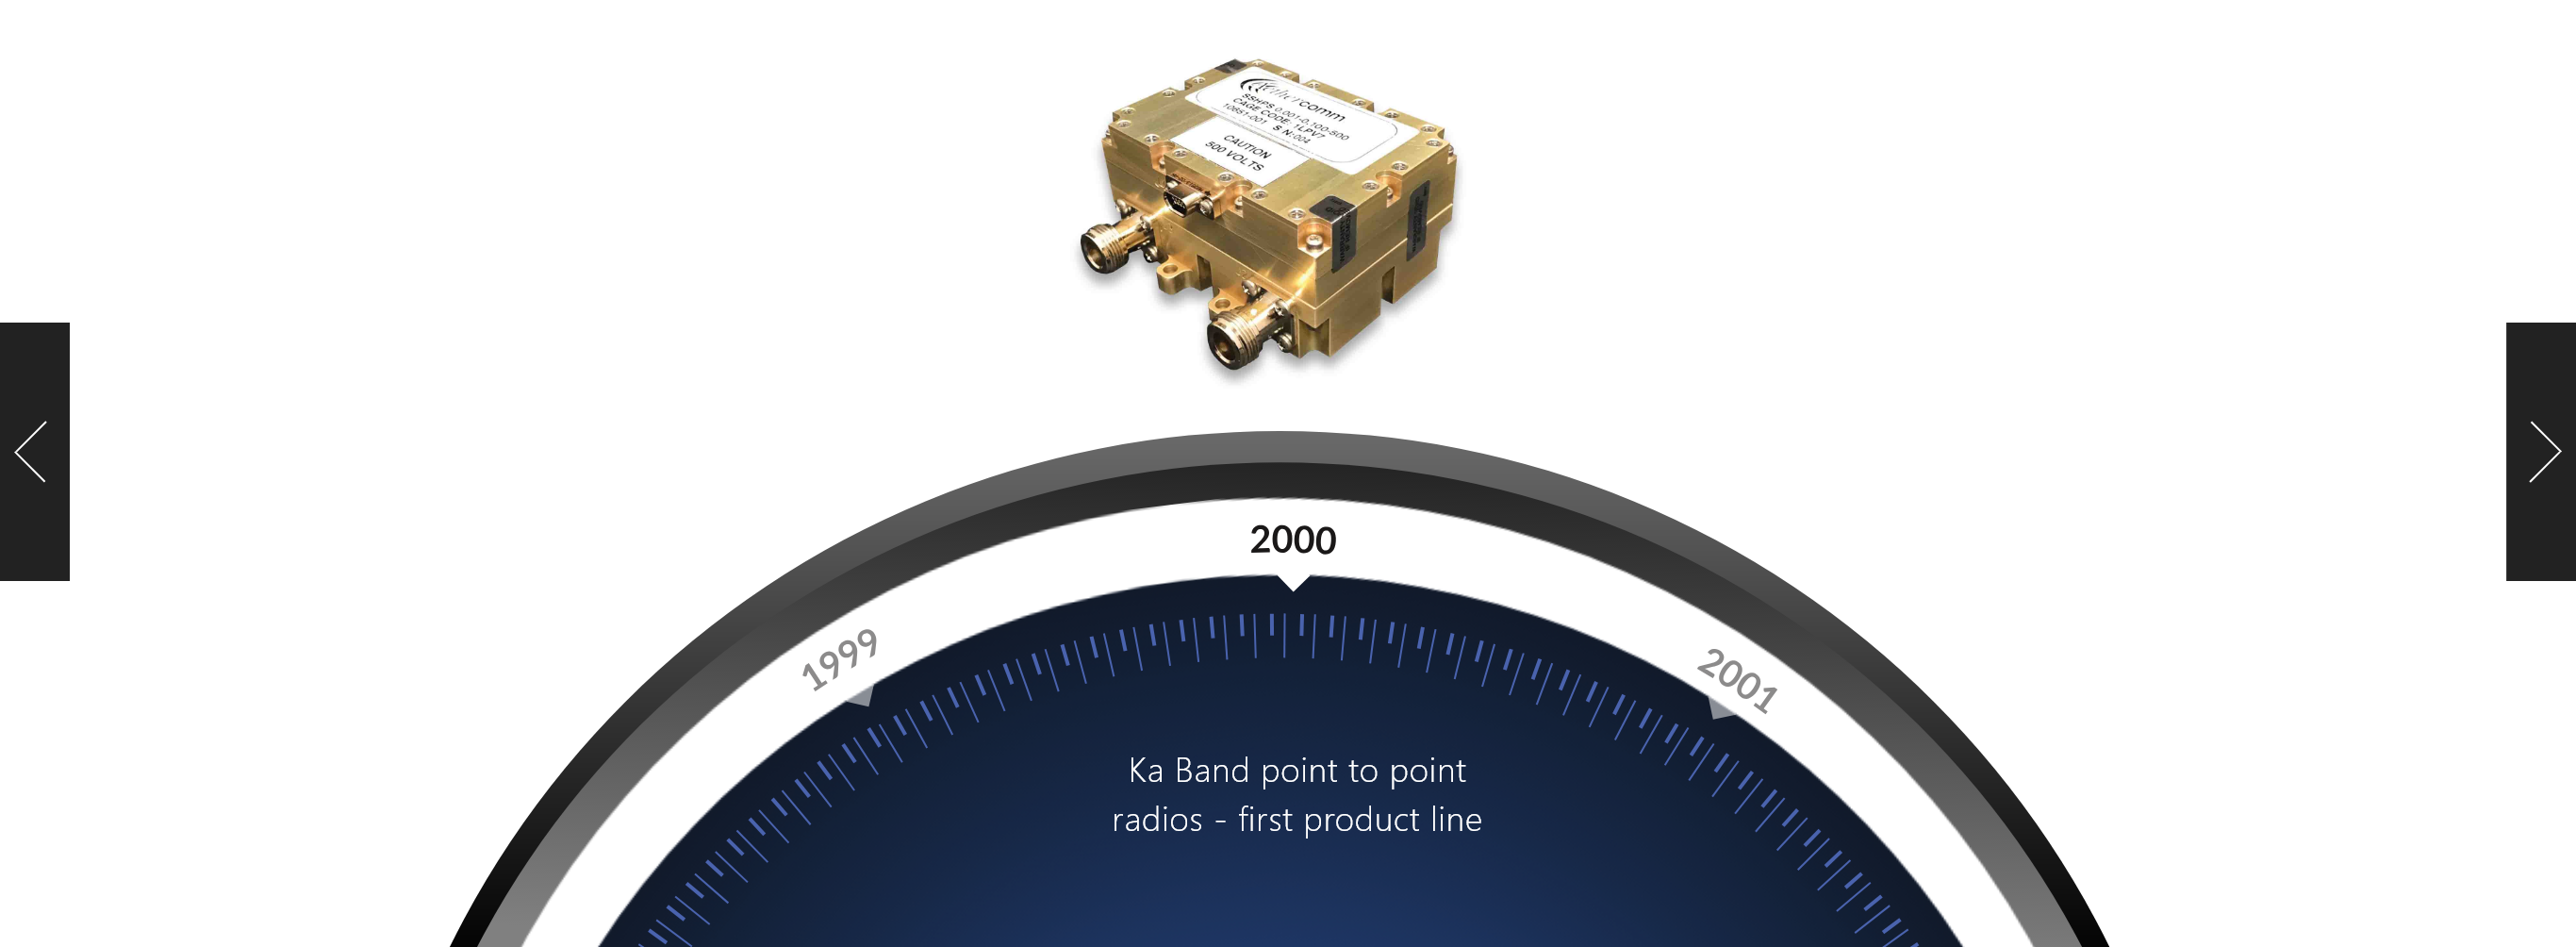 comm
SSHPS 0.001-0.100-500
CAGE CODE: 1LPV7
10651-001 S N:004
CAUTION
500 VOLTS
2000
1999
2001
Ka Band point to point
radios - first product line